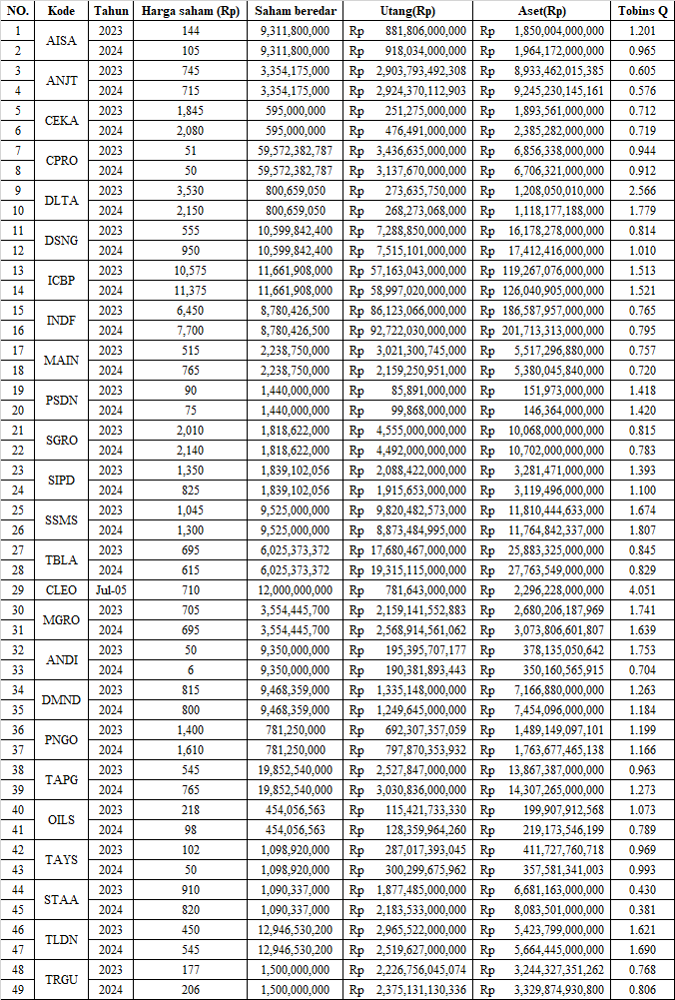 NO. Kode Tahun Harga saham (Rp) Saham beredar Utang(Rp) Aset(Rp) Tobins Q
1 AISA 2023 144 9,311,800,000 Rp 881,806,000,000 Rp 1,850,004,000,000 1.201
2 2024 105 9,311,800,000 Rp 918,034,000,000 Rp 1,964,172,000,000 0.965
3 ANJT 2023 745 3,354,175,000 Rp 2,903,793,492,308 Rp 8,933,462,015,385 0.605
4 2024 715 3,354,175,000 Rp 2,924,370,112,903 Rp 9,245,230,145,161 0.576
5 CEKA 2023 1,845 595,000,000 Rp 251,275,000,000 Rp 1,893,561,000,000 0.712
6 2024 2,080 595,000,000 Rp 476,491,000,000 Rp 2,385,282,000,000 0.719
7 CPRO 2023 51 59,572,382,787 Rp 3,436,635,000,000 Rp 6,856,338,000,000 0.944
8 2024 50 59,572,382,787 Rp 3,137,670,000,000 Rp 6,706,321,000,000 0.912
9 DLTA 2023 3,530 800,659,050 Rp 273,635,750,000 Rp 1,208,050,010,000 2.566
10 2024 2,150 800,659,050 Rp 268,273,068,000 Rp 1,118,177,188,000 1.779
11 DSNG 2023 555 10,599,842,400 Rp 7,288,850,000,000 Rp 16,178,278,000,000 0.814
12 2024 950 10,599,842,400 Rp 7,515,101,000,000 Rp 17,412,416,000,000 1.010
13 ICBP 2023 10,575 11,661,908,000 Rp 57,163,043,000,000 Rp 119,267,076,000,000 1.513
14 2024 11,375 11,661,908,000 Rp 58,997,020,000,000 Rp 126,040,905,000,000 1.521
15 INDF 2023 6,450 8,780,426,500 Rp 86,123,066,000,000 Rp 186,587,957,000,000 0.765
16 2024 7,700 8,780,426,500 Rp 92,722,030,000,000 Rp 201,713,313,000,000 0.795
17 MAIN 2023 515 2,238,750,000 Rp 3,021,300,745,000 Rp 5,517,296,880,000 0.757
18 2024 765 2,238,750,000 Rp 2,159,250,951,000 Rp 5,380,045,840,000 0.720
19 PSDN 2023 90 1,440,000,000 Rp 85,891,000,000 Rp 151,973,000,000 1.418
20 2024 75 1,440,000,000 Rp 99,868,000,000 Rp 146,364,000,000 1.420
21 SGRO 2023 2,010 1,818,622,000 Rp 4,555,000,000,000 Rp 10,068,000,000,000 0.815
22 2024 2,140 1,818,622,000 Rp 4,492,000,000,000 Rp 10,702,000,000,000 0.783
23 SIPD 2023 1,350 1,839,102,056 Rp 2,088,422,000,000 Rp 3,281,471,000,000 1.393
24 2024 825 1,839,102,056 Rp 1,915,653,000,000 Rp 3,119,496,000,000 1.100
25 SSMS 2023 1,045 9,525,000,000 Rp 9,820,482,573,000 Rp 11,810,444,633,000 1.674
26 2024 1,300 9,525,000,000 Rp 8,873,484,995,000 Rp 11,764,842,337,000 1.807
27 TBLA 2023 695 6,025,373,372 Rp 17,680,467,000,000 Rp 25,883,325,000,000 0.845
28 2024 615 6,025,373,372 Rp 19,315,115,000,000 Rp 27,763,549,000,000 0.829
29 CLEO Jul-05 710 12,000,000,000 Rp 781,643,000,000 Rp 2,296,228,000,000 4.051
30 MGRO 2023 705 3,554,445,700 Rp 2,159,141,552,883 Rp 2,680,206,187,969 1.741
31 2024 695 3,554,445,700 Rp 2,568,914,561,062 Rp 3,073,806,601,807 1.639
32 ANDI 2023 50 9,350,000,000 Rp 195,395,707,177 Rp 378,135,050,642 1.753
33 2024 6 9,350,000,000 Rp 190,381,893,443 Rp 350,160,565,915 0.704
34 DMND 2023 815 9,468,359,000 Rp 1,335,148,000,000 Rp 7,166,880,000,000 1.263
35 2024 800 9,468,359,000 Rp 1,249,645,000,000 Rp 7,454,096,000,000 1.184
36 PNGO 2023 1,400 781,250,000 Rp 692,307,357,059 Rp 1,489,149,097,101 1.199
37 2024 1,610 781,250,000 Rp 797,870,353,932 Rp 1,763,677,465,138 1.166
38 TAPG 2023 545 19,852,540,000 Rp 2,527,847,000,000 Rp 13,867,387,000,000 0.963
39 2024 765 19,852,540,000 Rp 3,030,836,000,000 Rp 14,307,265,000,000 1.273
40 OILS 2023 218 454,056,563 Rp 115,421,733,330 Rp 199,907,912,568 1.073
41 2024 98 454,056,563 Rp 128,359,964,260 Rp 219,173,546,199 0.789
42 TAYS 2023 102 1,098,920,000 Rp 287,017,393,045 Rp 411,727,760,718 0.969
43 2024 50 1,098,920,000 Rp 300,299,675,962 Rp 357,581,341,003 0.993
44 STAA 2023 910 1,090,337,000 Rp 1,877,485,000,000 Rp 6,681,163,000,000 0.430
45 2024 820 1,090,337,000 Rp 2,183,533,000,000 Rp 8,083,501,000,000 0.381
46 TLDN 2023 450 12,946,530,200 Rp 2,965,522,000,000 Rp 5,423,799,000,000 1.621
47 2024 545 12,946,530,200 Rp 2,519,627,000,000 Rp 5,664,445,000,000 1.690
48 TRGU 2023 177 1,500,000,000 Rp 2,226,756,045,074 Rp 3,244,327,351,262 0.768
49 2024 206 1,500,000,000 Rp 2,375,131,130,336 Rp 3,329,874,930,800 0.806